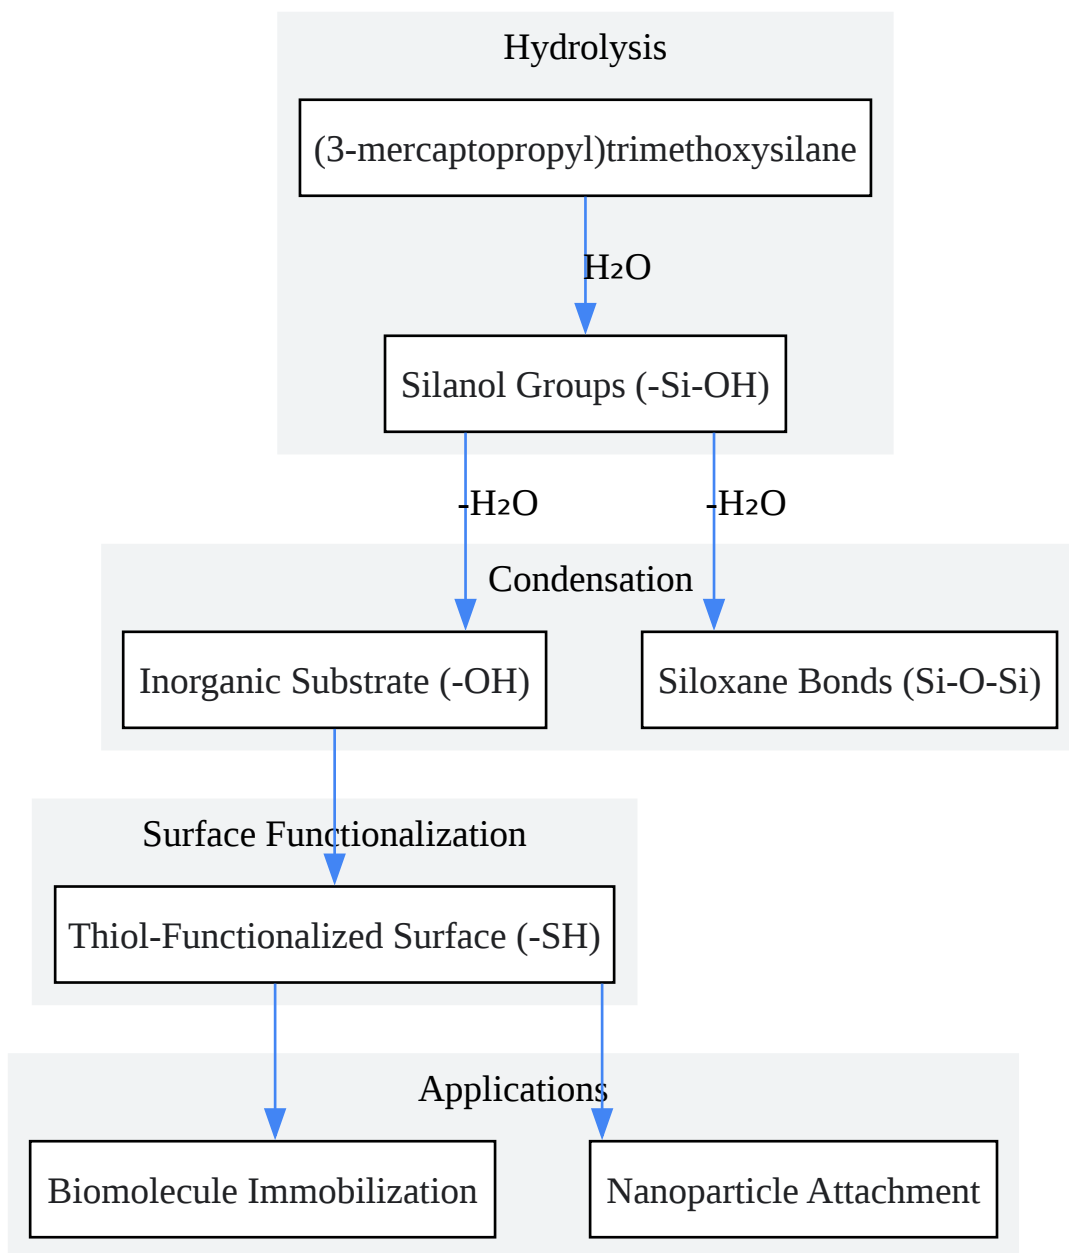 Hydrolysis
(3-mercaptopropyl)trimethoxysilane
H₂O
Silanol Groups (-Si-OH)
-H₂O
-H₂O
Condensation
Inorganic Substrate (-OH)
Siloxane Bonds (Si-O-Si)
Surface Functionalization
Thiol-Functionalized Surface (-SH)
Applications
Biomolecule Immobilization
Nanoparticle Attachment